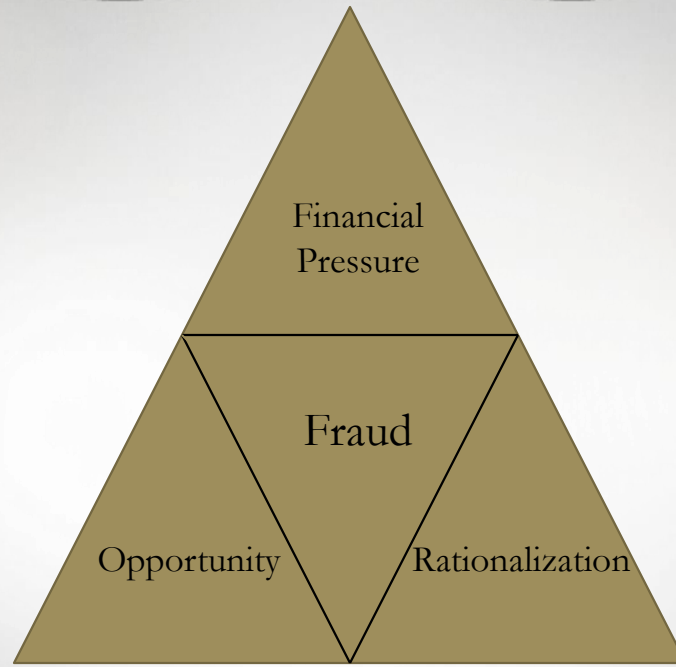 Financial
Pressure
Fraud
Opportunity
Rationalization